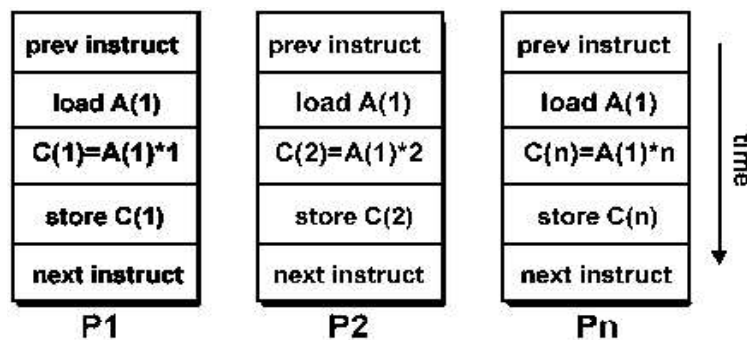 prev instruct
load A(1)
C(1)=A(1)*1
store C(1)
next instruct
P1
prev instruct
load A(1)
C(2)=A(1)*2
store C(2)
next instruct
P2
prev instruct
load A(1)
C(n)=A(1)*n
store C(n)
next instruct
Pn
time